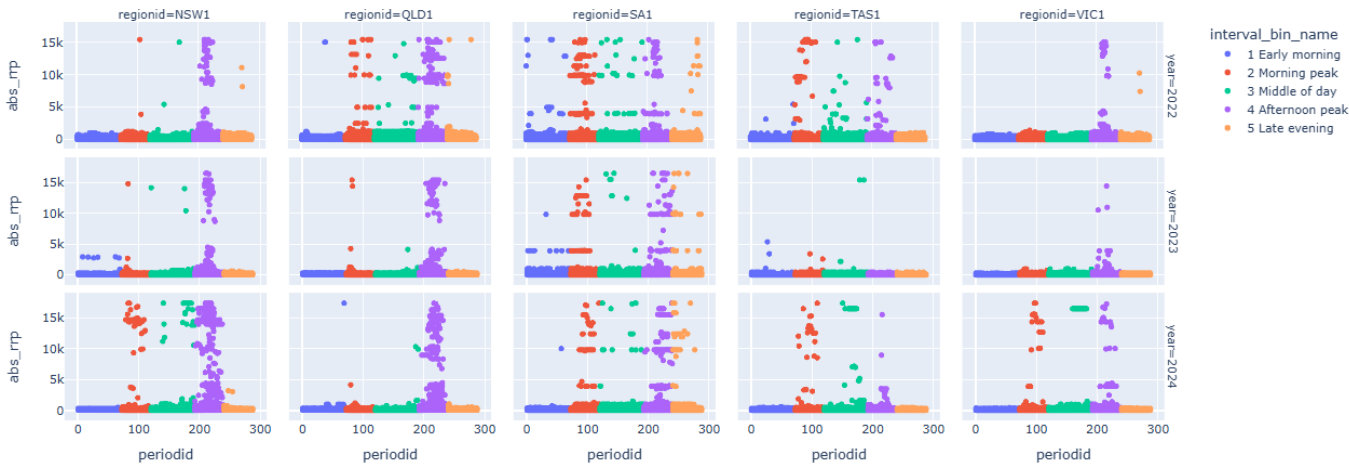 regionid=NSW1 regionid=QLD1 regionid=SA1 regionid=TAS1 regionid=VIC1
interval_bin_name
1 Early morning
2 Morning peak
3 Middle of day
4 Afternoon peak
5 Late evening
abs_rrp
15k
10k
5k
0
year=2022
abs_rrp
15k
10k
5k
0
year=2023
abs_rrp
15k
10k
5k
0
year=2024
0 100 200 300 0 100 200 300 0 100 200 300 0 100 200 300 0 100 200 300
periodid periodid periodid periodid periodid